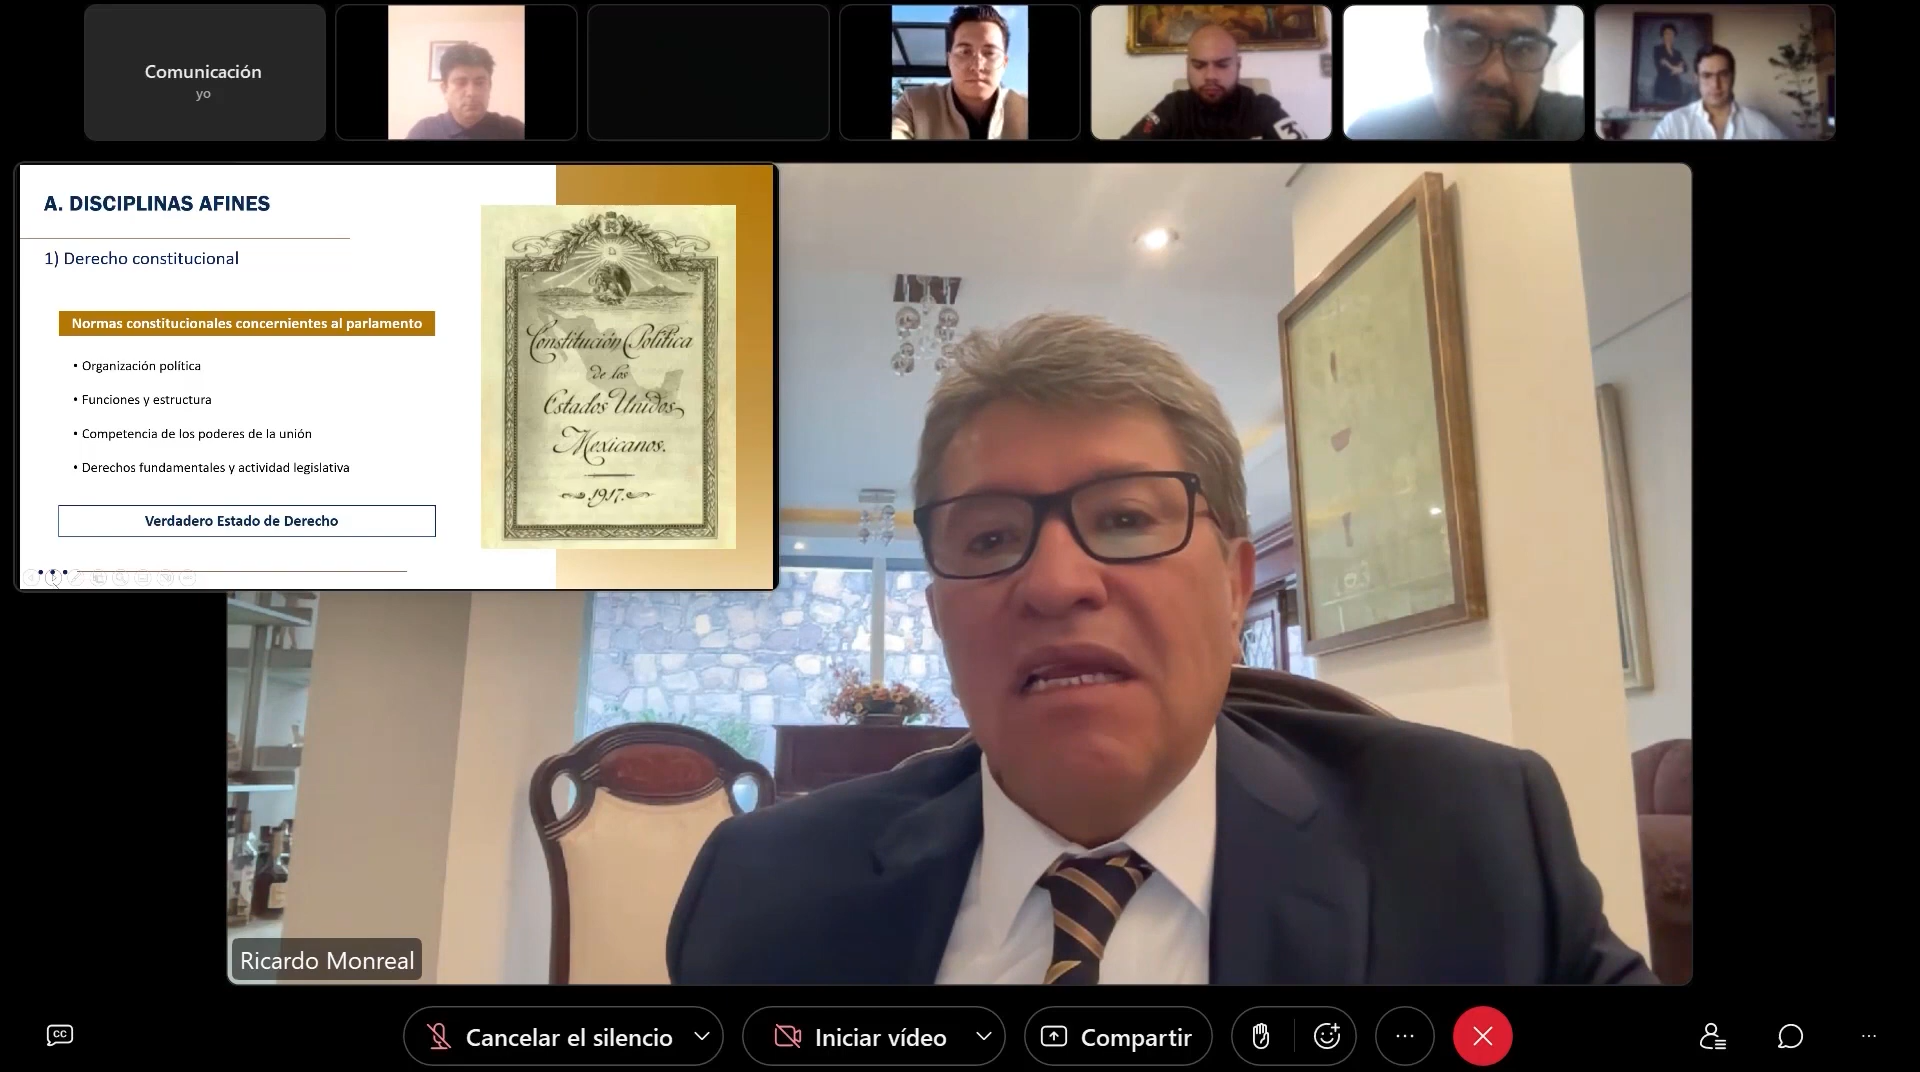 Comunicación
yo
A. DISCIPLINAS AFINES
1) Derecho constitucional
Normas constitucionales concernientes al parlamento
• Organización política
• Funciones y estructura
• Competencia de los poderes de la unión
• Derechos fundamentales y actividad legislativa
Verdadero Estado de Derecho
Constitución Política
de los
Estados Unidos
Mexicanos.
1917.
Ricardo Monreal
CC
Cancelar el silencio
Iniciar vídeo
Compartir